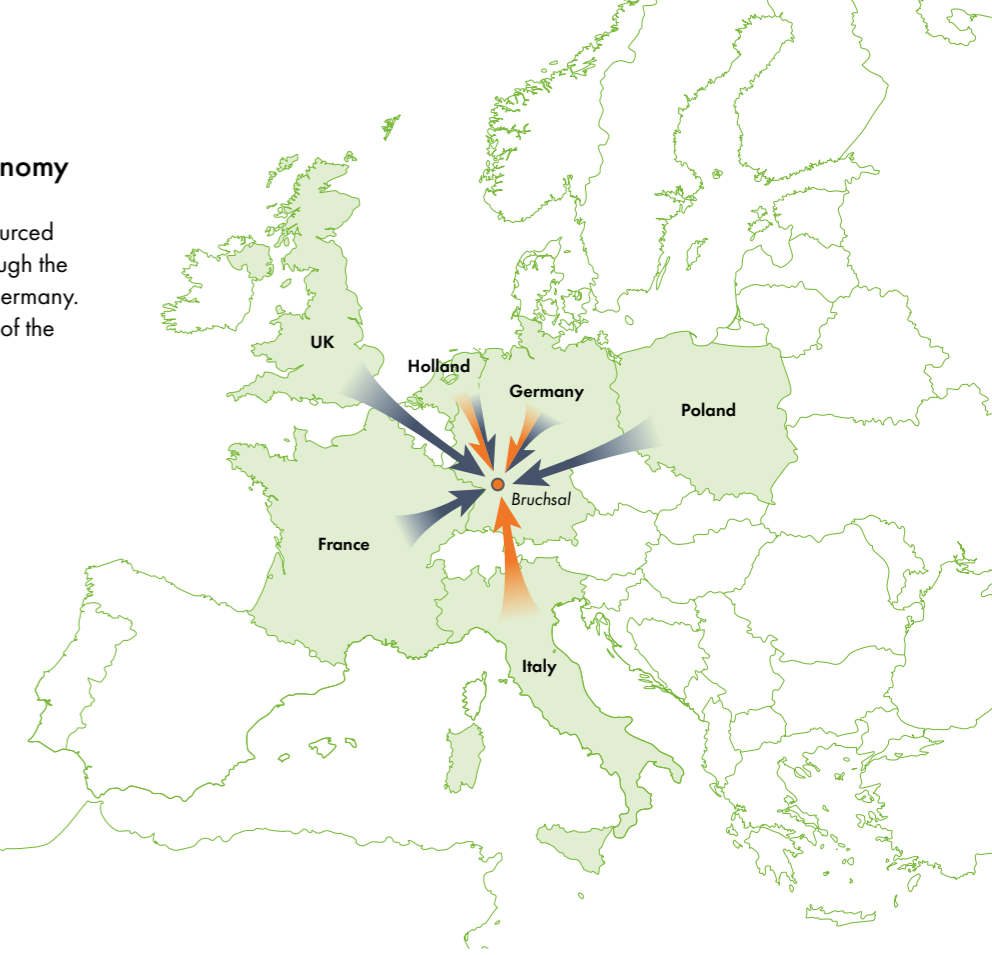 nomy
urced
ugh the
ermany.
of the
UK
Holland
Germany
Poland
Bruchsal
France
Italy